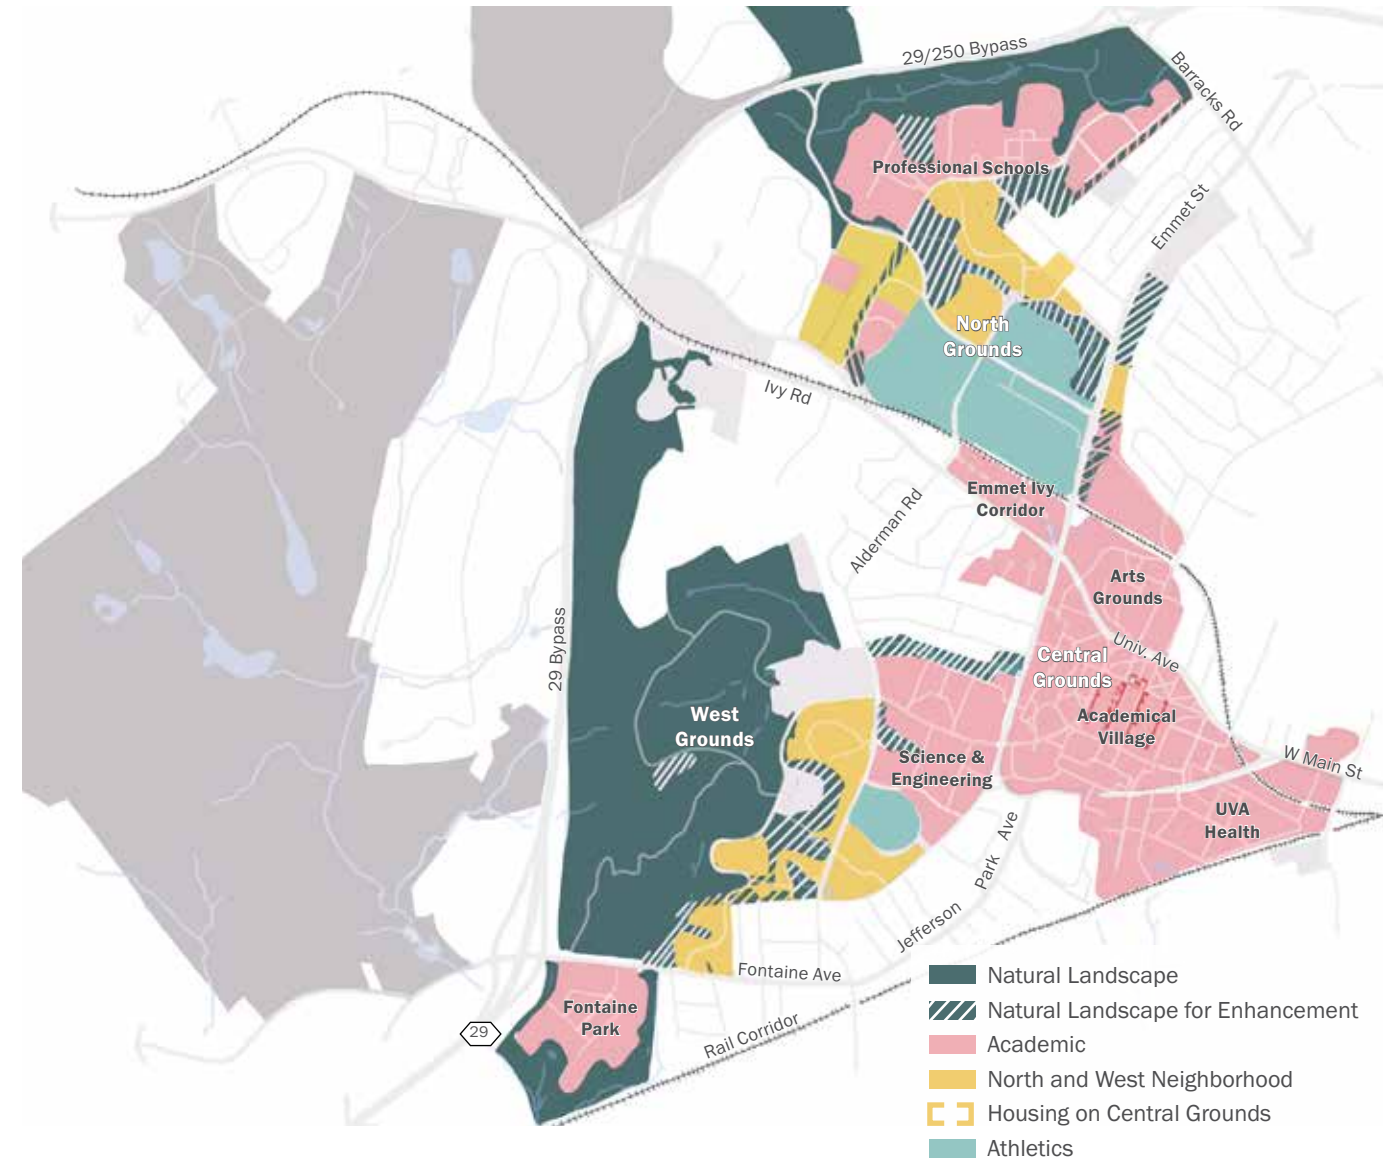 29/250 Bypass
Barracks Rd
Professional Schools
Emmet St
North
Grounds
Ivy Rd
Emmet Ivy
Corridor
Alderman Rd
Arts
Grounds
29 Bypass
Univ. Ave
Central
Grounds
West
Grounds
Academical
Village
Science &
Engineering
W Main St
UVA
Health
Park Ave
Jefferson
Fontaine Ave
Fontaine
Park
29
Rail Corridor
Natural Landscape
Natural Landscape for Enhancement
Academic
North and West Neighborhood
Housing on Central Grounds
Athletics